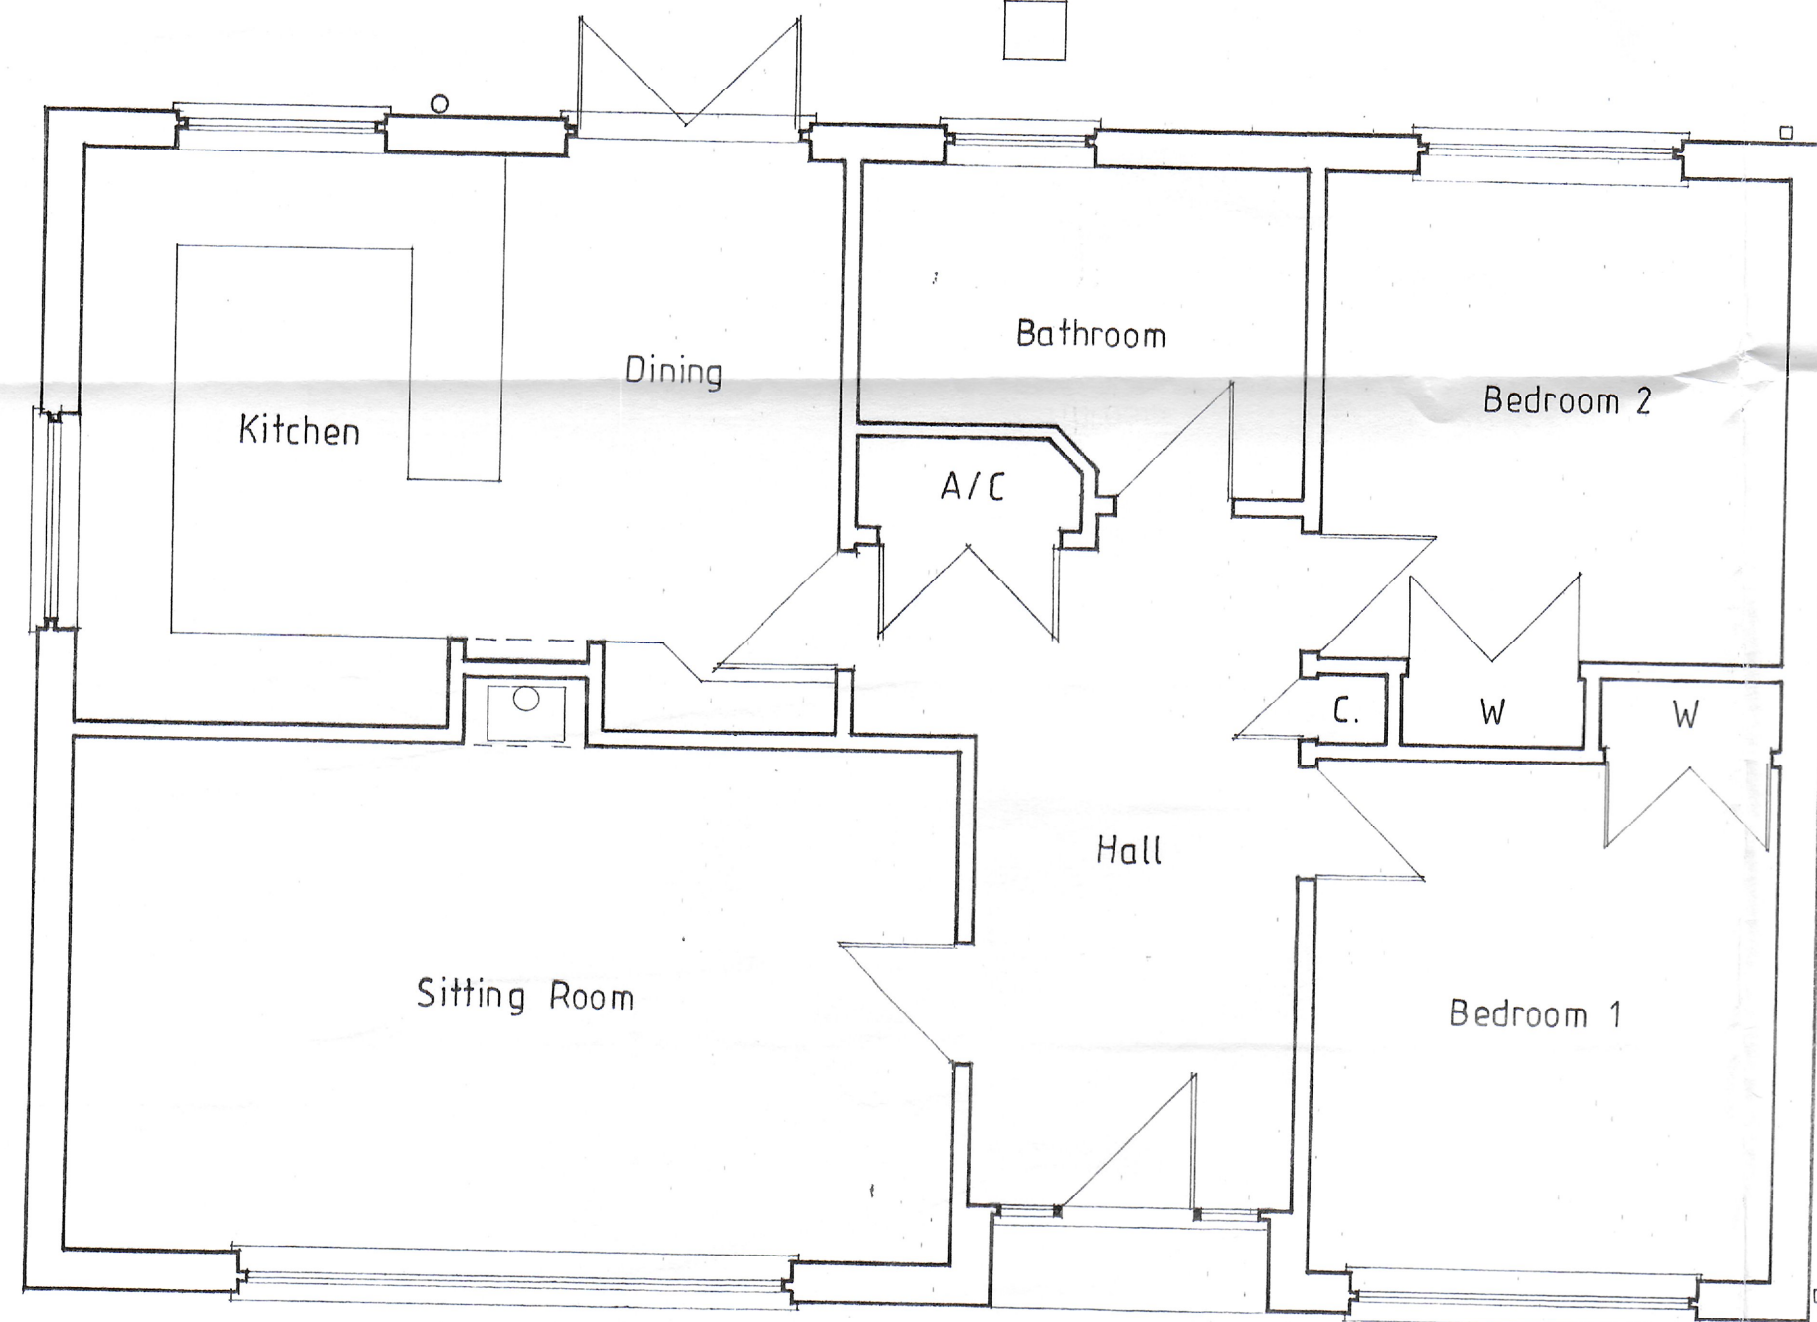 Bathroom
Dining
Bedroom 2
Kitchen
A/C
C.
W
W
Hall
Sitting Room
Bedroom 1